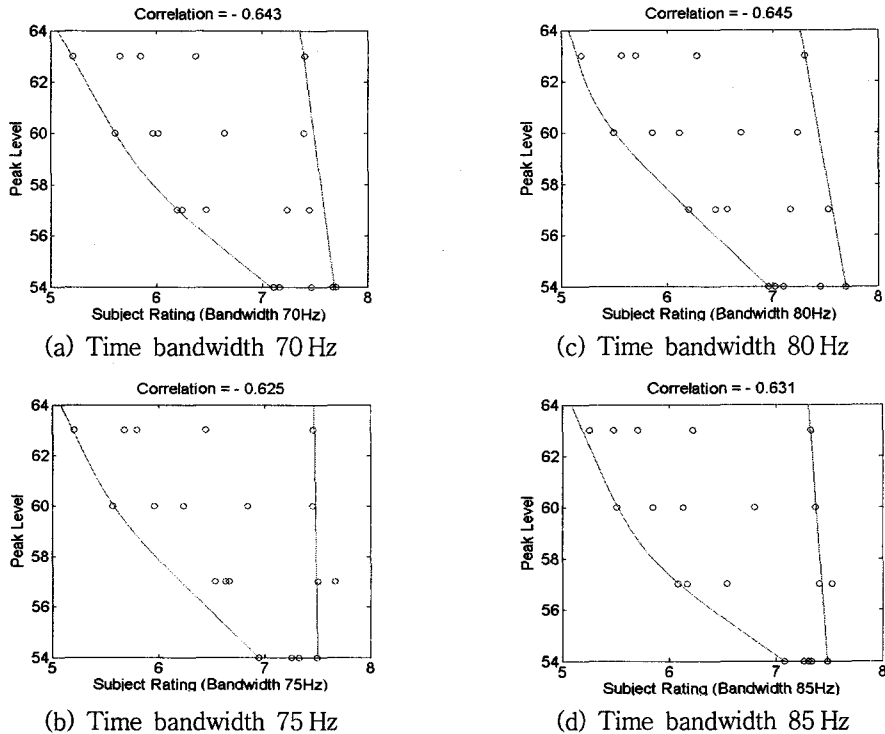 Correlation = - 0.643
Peak Level
64
62
60
58
56
54
5 6 7 8
Subject Rating (Bandwidth 70Hz)
(a) Time bandwidth 70 Hz
Correlation = - 0.645
Peak Level
64
62
60
58
56
54
5 6 7 8
Subject Rating (Bandwidth 80Hz)
(c) Time bandwidth 80 Hz
Correlation = - 0.625
Peak Level
64
62
60
58
56
54
5 6 7 8
Subject Rating (Bandwidth 75Hz)
(b) Time bandwidth 75 Hz
Correlation = - 0.631
Peak Level
64
62
60
58
56
54
5 6 7 8
Subject Rating (Bandwidth 85Hz)
(d) Time bandwidth 85 Hz